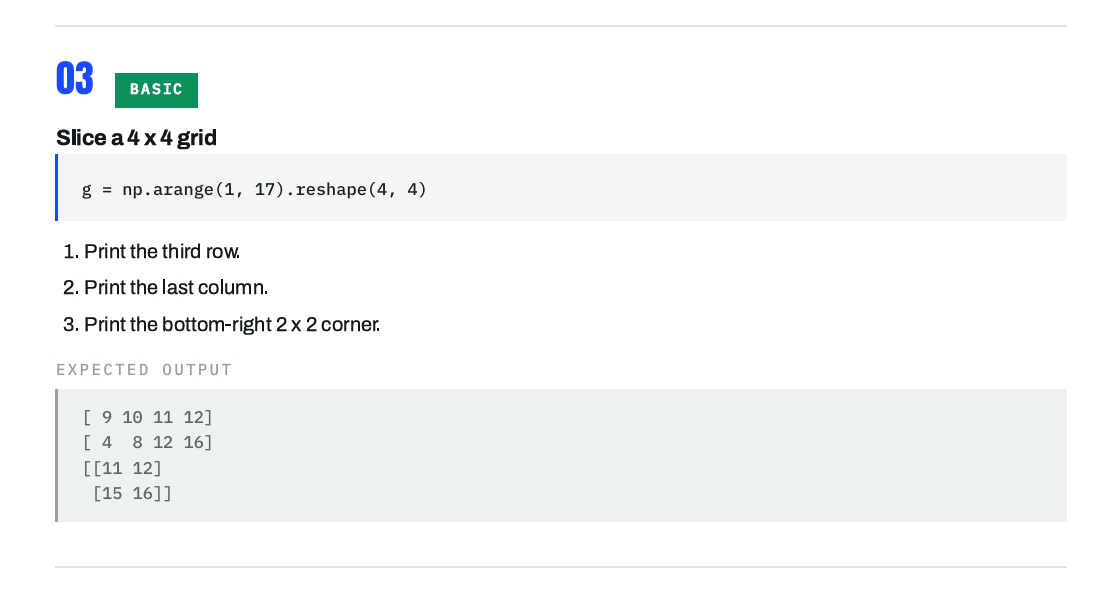 03
BASIC
Slice a 4 x 4 grid
g = np.arange(1, 17).reshape(4, 4)
1. Print the third row.
2. Print the last column.
3. Print the bottom-right 2 x 2 corner.
EXPECTED OUTPUT
[ 9 10 11 12]
[ 4  8 12 16]
[[11 12]
 [15 16]]